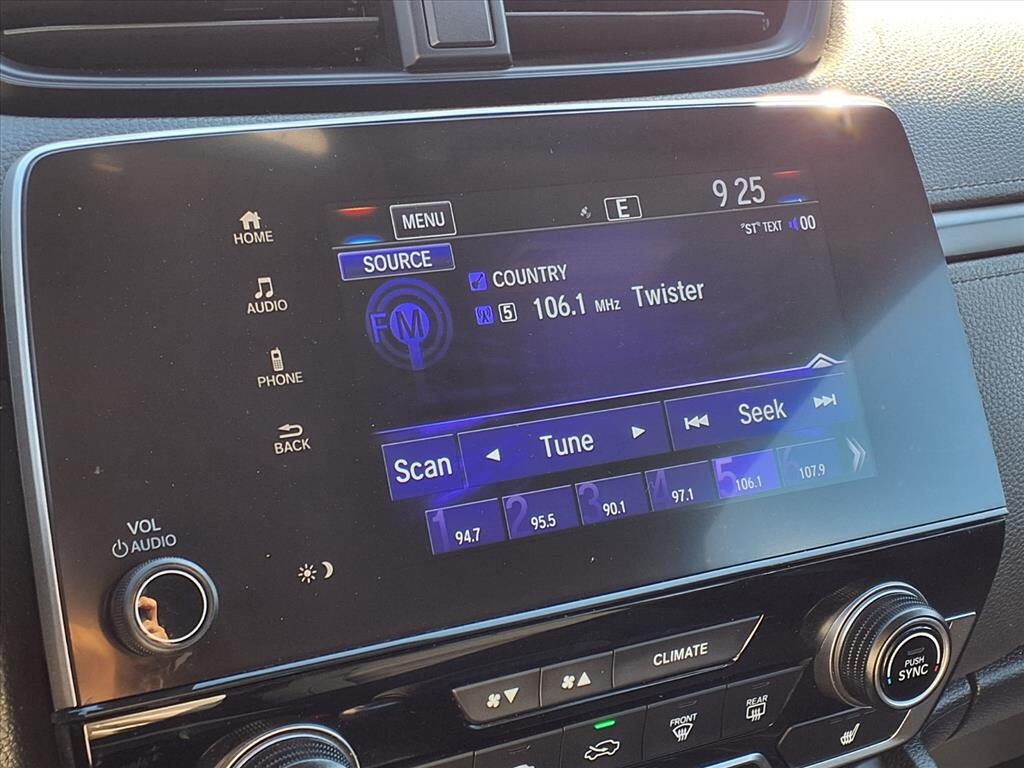 MENU E 9 25
"ST" TEXT 00
SOURCE
COUNTRY
FM
5 106.1 MHz Twister
Scan Tune Seek
1 94.7 2 95.5 3 90.1 4 97.1 5 106.1 6 107.9
HOME
AUDIO
PHONE
BACK
VOL
AUDIO
CLIMATE
PUSH
SYNC
FRONT
REAR